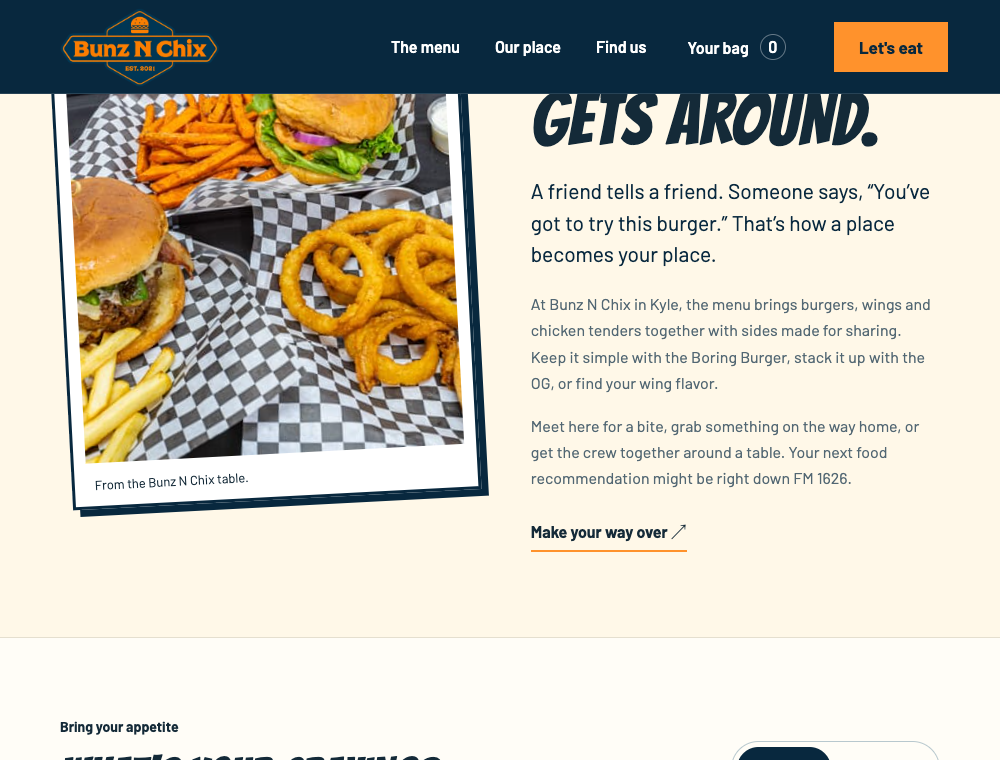 Bunz N Chix
EST. 2021
The menu
Our place
Find us
Your bag
0
Let's eat
GETS AROUND.
A friend tells a friend. Someone says, “You’ve
got to try this burger.” That’s how a place
becomes your place.
At Bunz N Chix in Kyle, the menu brings burgers, wings and
chicken tenders together with sides made for sharing.
Keep it simple with the Boring Burger, stack it up with the
OG, or find your wing flavor.
Meet here for a bite, grab something on the way home, or
get the crew together around a table. Your next food
recommendation might be right down FM 1626.
Make your way over ↗
From the Bunz N Chix table.
Bring your appetite